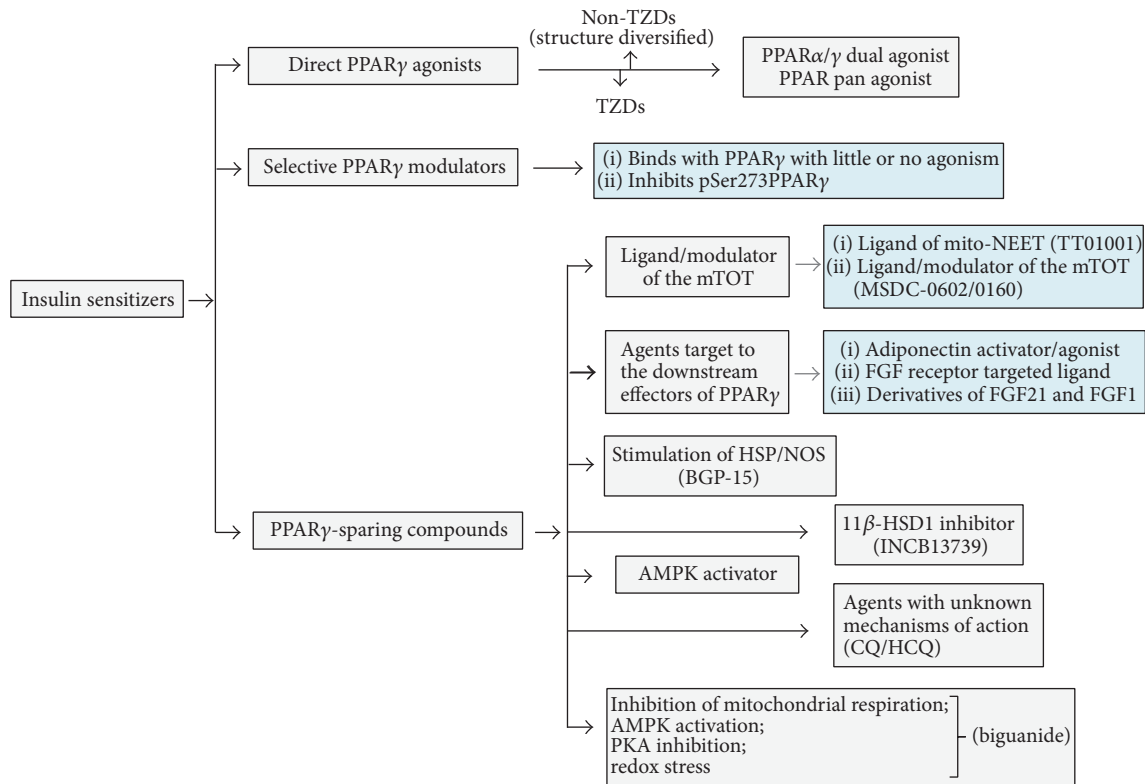 Non-TZDs
(structure diversified)
Direct PPARγ agonists
TZDs
PPARα/γ dual agonist
PPAR pan agonist
Selective PPARγ modulators
(i) Binds with PPARγ with little or no agonism
(ii) Inhibits pSer273PPARγ
Insulin sensitizers
Ligand/modulator
of the mTOT
(i) Ligand of mito-NEET (TT01001)
(ii) Ligand/modulator of the mTOT
(MSDC-0602/0160)
Agents target to
the downstream
effectors of PPARγ
(i) Adiponectin activator/agonist
(ii) FGF receptor targeted ligand
(iii) Derivatives of FGF21 and FGF1
Stimulation of HSP/NOS
(BGP-15)
PPARγ-sparing compounds
11β-HSD1 inhibitor
(INCB13739)
AMPK activator
Agents with unknown
mechanisms of action
(CQ/HCQ)
Inhibition of mitochondrial respiration;
AMPK activation;
PKA inhibition;
redox stress
(biguanide)